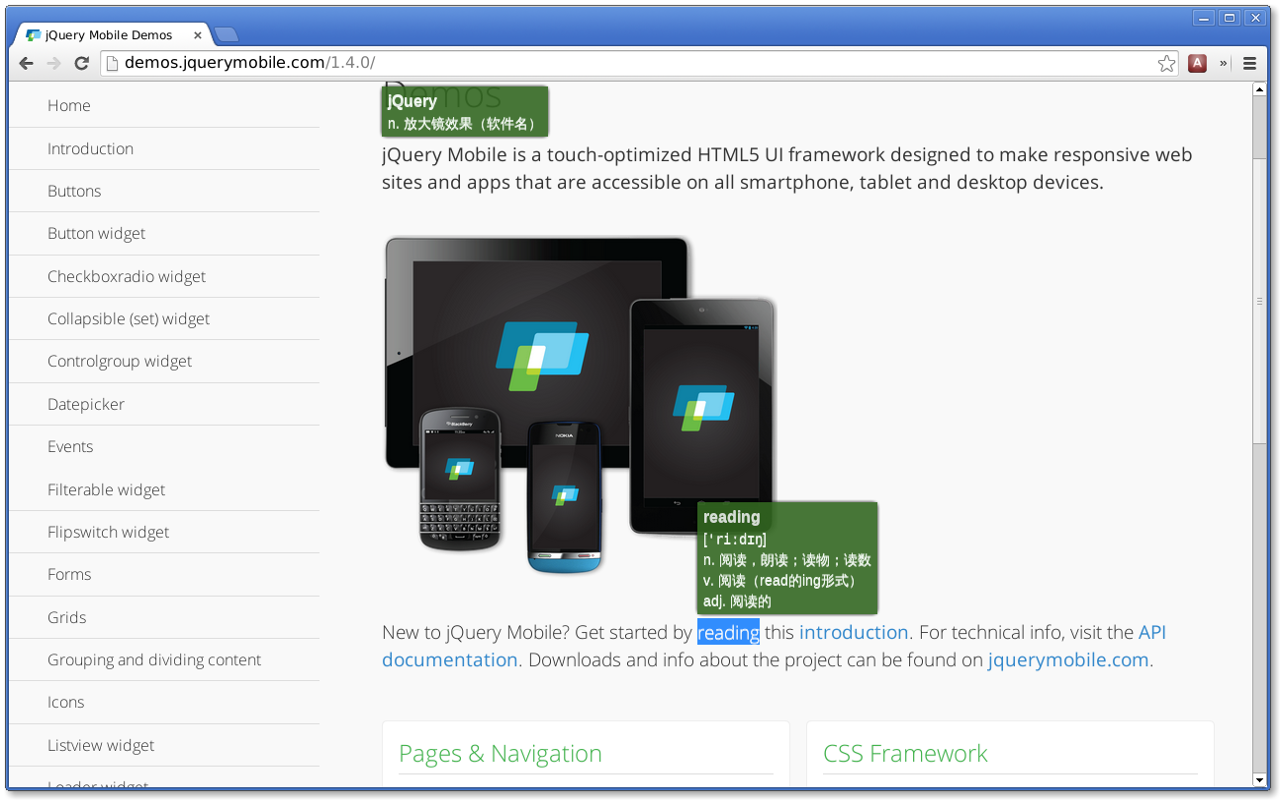 jQuery Mobile Demos
demos.jquerymobile.com/1.4.0/
A
»
Home
Introduction
Buttons
Button widget
Checkboxradio widget
Collapsible (set) widget
Controlgroup widget
Datepicker
Events
Filterable widget
Flipswitch widget
Forms
Grids
Grouping and dividing content
Icons
Listview widget
Loader widget
Demos
jQuery
n. 放大镜效果（软件名）
jQuery Mobile is a touch-optimized HTML5 UI framework designed to make responsive web
sites and apps that are accessible on all smartphone, tablet and desktop devices.
BlackBerry
NOKIA
reading
[ˈriːdɪŋ]
n. 阅读，朗读；读物；读数
v. 阅读（read的ing形式）
adj. 阅读的
New to jQuery Mobile? Get started by reading this introduction. For technical info, visit the API
documentation. Downloads and info about the project can be found on jquerymobile.com.
Pages & Navigation
CSS Framework